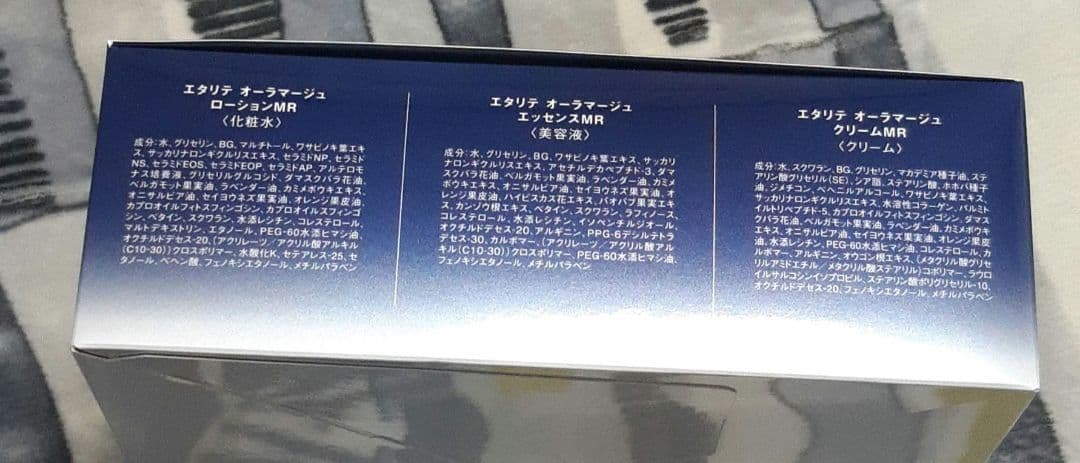 エタリテ オーラマージュ
ローションMR
〈化粧水〉
成分:水、グリセリン、BG、マルチトール、ワサビノキ葉エキ
ス、サッカリナロンギクルリスエキス、セラミドNP、セラミド
NS、セラミドEOS、セラミドEOP、セラミドAP、アルテロモ
ナス培養液、グリセリルグルコシド、ダマスクバラ花油、
ベルガモット果実油、ラベンダー油、カミメボウキエキス、
オニサルビア油、セイヨウネズ果実油、オレンジ果皮油、
カプロオイルフィトスフィンゴシン、カプロオイルスフィンゴ
シン、ベタイン、スクワラン、水添レシチン、コレステロール、
マルトデキストリン、エタノール、PEG-60水添ヒマシ油、
オクチルドデセス-20、(アクリレーツ/アクリル酸アルキル
(C10-30))クロスポリマー、水酸化K、セテアレス-25、セ
タノール、ベヘン酸、フェノキシエタノール、メチルパラベン
エタリテ オーラマージュ
エッセンスMR
〈美容液〉
成分:水、グリセリン、BG、ワサビノキ葉エキス、サッカリ
ナロンギクルリスエキス、アセチルデカペプチド-3、ダマ
スクバラ花油、ベルガモット果実油、ラベンダー油、カミメ
ボウキエキス、オニサルビア油、セイヨウネズ果実油、オレ
ンジ果皮油、ハイビスカス花エキス、バオバブ果実エキ
ス、カンゾウ根エキス、ベタイン、スクワラン、ラフィノース、
コレステロール、水添レシチン、イソペンチルジオール、
オクチルドデセス-20、アルギニン、PPG-6デシルテトラ
デセス-30、カルボマー、(アクリレーツ/アクリル酸アル
キル(C10-30))クロスポリマー、PEG-60水添ヒマシ油、
フェノキシエタノール、メチルパラベン
エタリテ オーラマージュ
クリームMR
〈クリーム〉
成分:水、スクワラン、BG、グリセリン、マカデミア種子油、ステ
アリン酸グリセリル(SE)、シア脂、ステアリン酸、ホホバ種子
油、ジメチコン、ベヘニルアルコール、ワサビノキ葉エキス、
サッカリナロンギクルリスエキス、水溶性コラーゲン、パルミト
イルトリペプチド-5、カプロオイルフィトスフィンゴシン、ダマ
スクバラ花油、ベルガモット果実油、ラベンダー油、カミメボウキ
エキス、オニサルビア油、セイヨウネズ果実油、オレンジ果皮
油、水添レシチン、PEG-60水添ヒマシ油、コレステロール、カ
ルボマー、アルギニン、オウゴン根エキス、(メタクリル酸グリセ
リルアミドエチル/メタクリル酸ステアリル)コポリマー、ラウロ
イルサルコシンイソプロピル、ステアリン酸ポリグリセリル-10、
オクチルドデセス-20、フェノキシエタノール、メチルパラベン